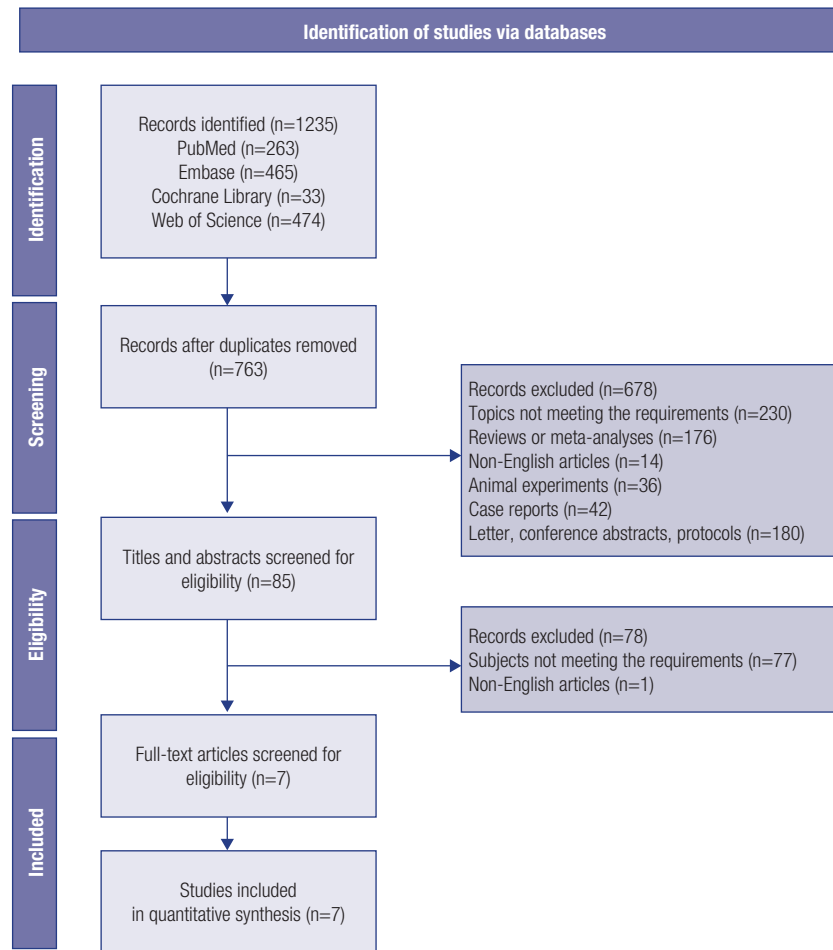 Identification of studies via databases
Identification
Records identified (n=1235)
PubMed (n=263)
Embase (n=465)
Cochrane Library (n=33)
Web of Science (n=474)
Screening
Records after duplicates removed
(n=763)
Records excluded (n=678)
Topics not meeting the requirements (n=230)
Reviews or meta-analyses (n=176)
Non-English articles (n=14)
Animal experiments (n=36)
Case reports (n=42)
Letter, conference abstracts, protocols (n=180)
Eligibility
Titles and abstracts screened for
eligibility (n=85)
Records excluded (n=78)
Subjects not meeting the requirements (n=77)
Non-English articles (n=1)
Included
Full-text articles screened for
eligibility (n=7)
Studies included
in quantitative synthesis (n=7)